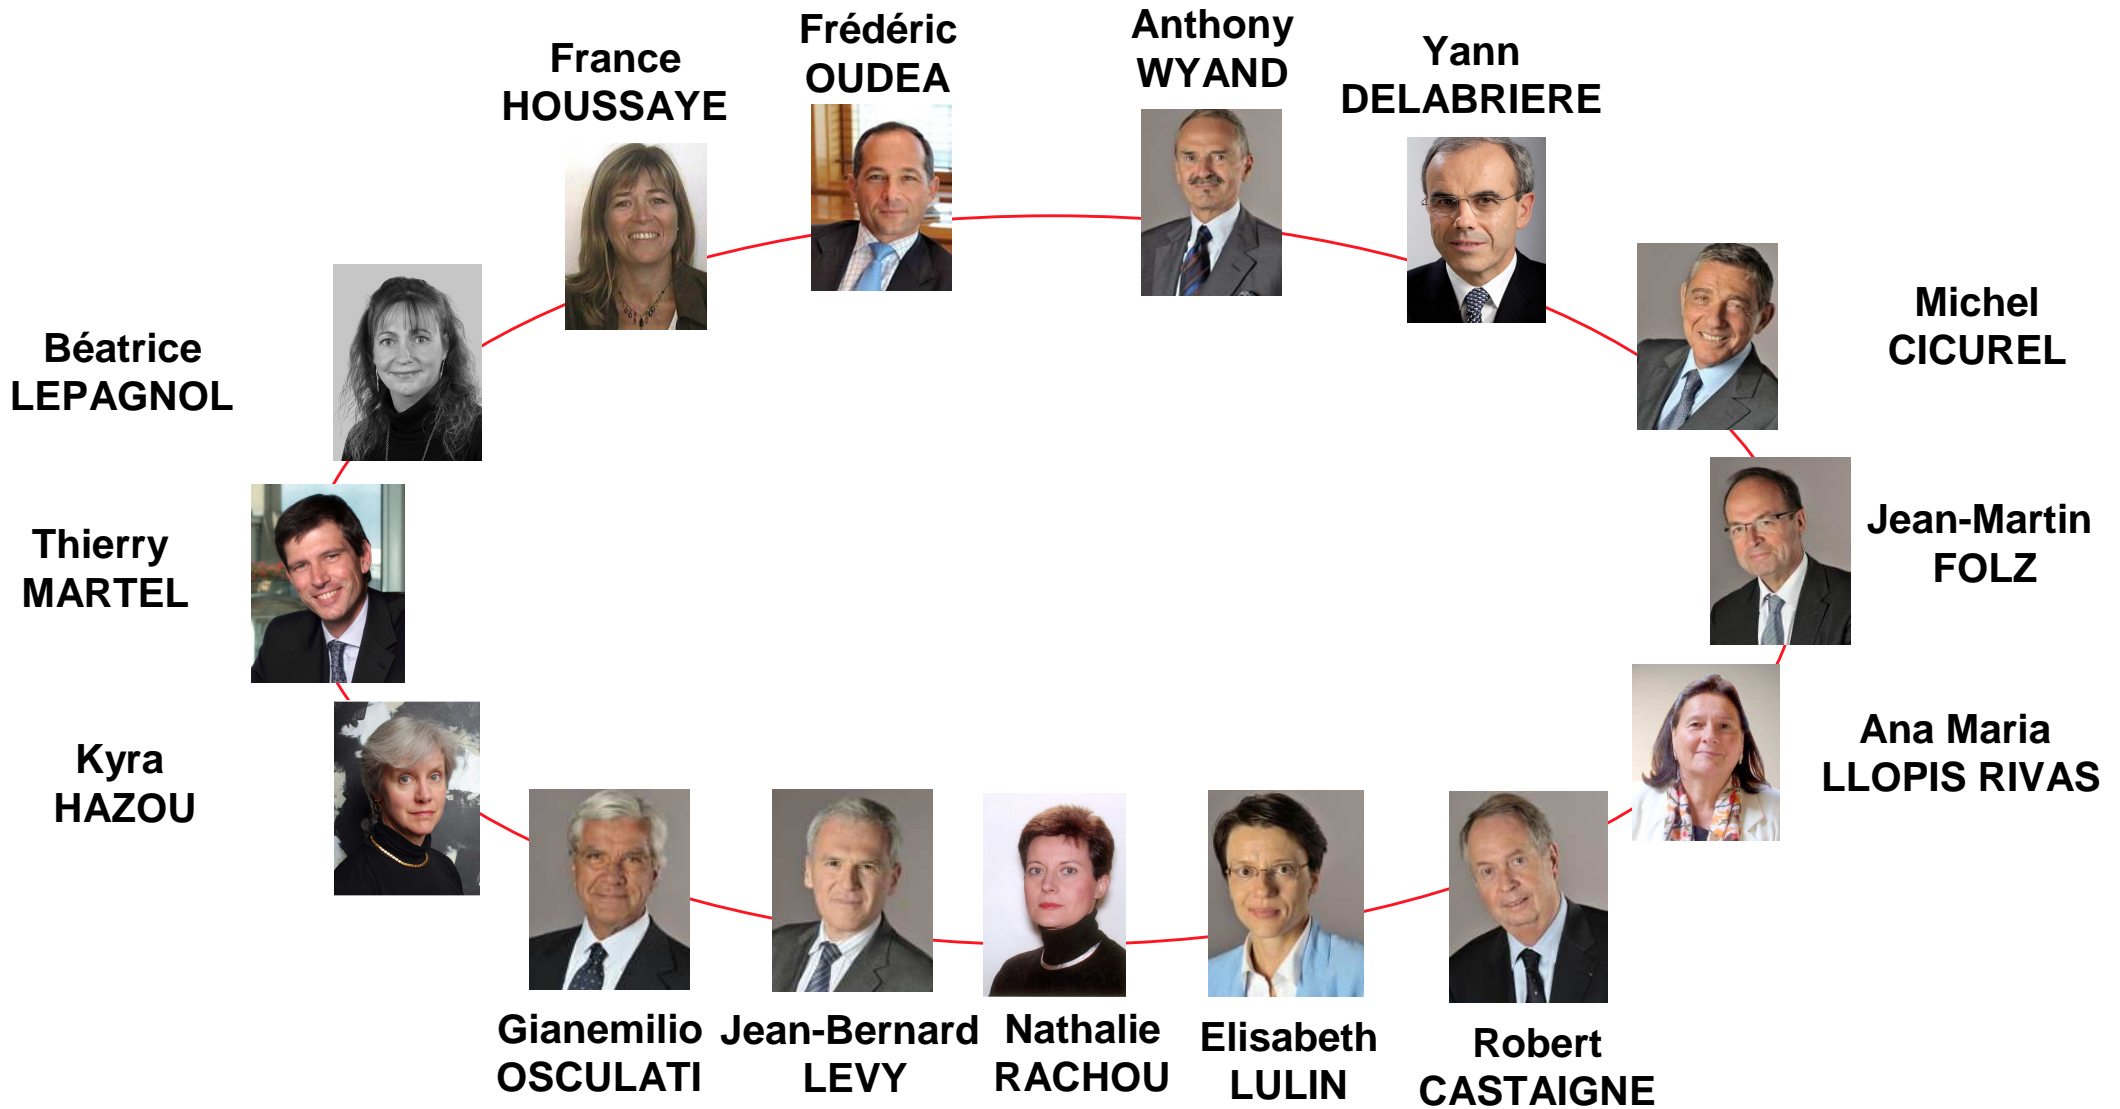 France
HOUSSAYE
Frédéric
OUDEA
Anthony
WYAND
Yann
DELABRIERE
Michel
CICUREL
Jean-Martin
FOLZ
Ana Maria
LLOPIS RIVAS
Robert
CASTAIGNE
Elisabeth
LULIN
Nathalie
RACHOU
Jean-Bernard
LEVY
Gianemilio
OSCULATI
Kyra
HAZOU
Thierry
MARTEL
Béatrice
LEPAGNOL